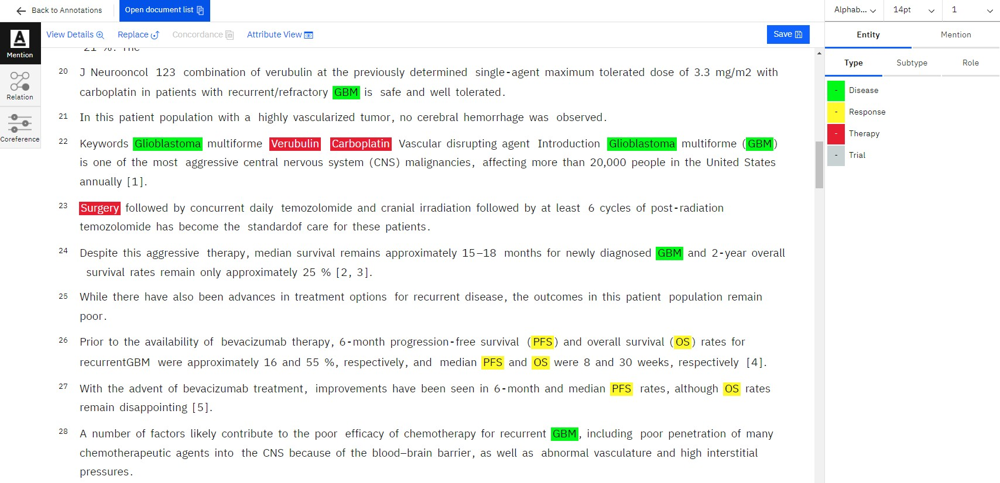 Back to Annotations
Open document list
Alphab...
14pt
1
Mention
Relation
Coreference
View Details
Replace
Concordance
Attribute View
Save
21 %. The
20 J Neurooncol 123 combination of verubulin at the previously determined single-agent maximum tolerated dose of 3.3 mg/m2 with
carboplatin in patients with recurrent/refractory GBM is safe and well tolerated.
21 In this patient population with a highly vascularized tumor, no cerebral hemorrhage was observed.
22 Keywords Glioblastoma multiforme Verubulin Carboplatin Vascular disrupting agent Introduction Glioblastoma multiforme (GBM)
is one of the most aggressive central nervous system (CNS) malignancies, affecting more than 20,000 people in the United States
annually [1].
23 Surgery followed by concurrent daily temozolomide and cranial irradiation followed by at least 6 cycles of post-radiation
temozolomide has become the standardof care for these patients.
24 Despite this aggressive therapy, median survival remains approximately 15–18 months for newly diagnosed GBM and 2-year overall
survival rates remain only approximately 25 % [2, 3].
25 While there have also been advances in treatment options for recurrent disease, the outcomes in this patient population remain
poor.
26 Prior to the availability of bevacizumab therapy, 6-month progression-free survival (PFS) and overall survival (OS) rates for
recurrentGBM were approximately 16 and 55 %, respectively, and median PFS and OS were 8 and 30 weeks, respectively [4].
27 With the advent of bevacizumab treatment, improvements have been seen in 6-month and median PFS rates, although OS rates
remain disappointing [5].
28 A number of factors likely contribute to the poor efficacy of chemotherapy for recurrent GBM, including poor penetration of many
chemotherapeutic agents into the CNS because of the blood–brain barrier, as well as abnormal vasculature and high interstitial
pressures.
Entity
Mention
Type
Subtype
Role
- Disease
- Response
- Therapy
- Trial